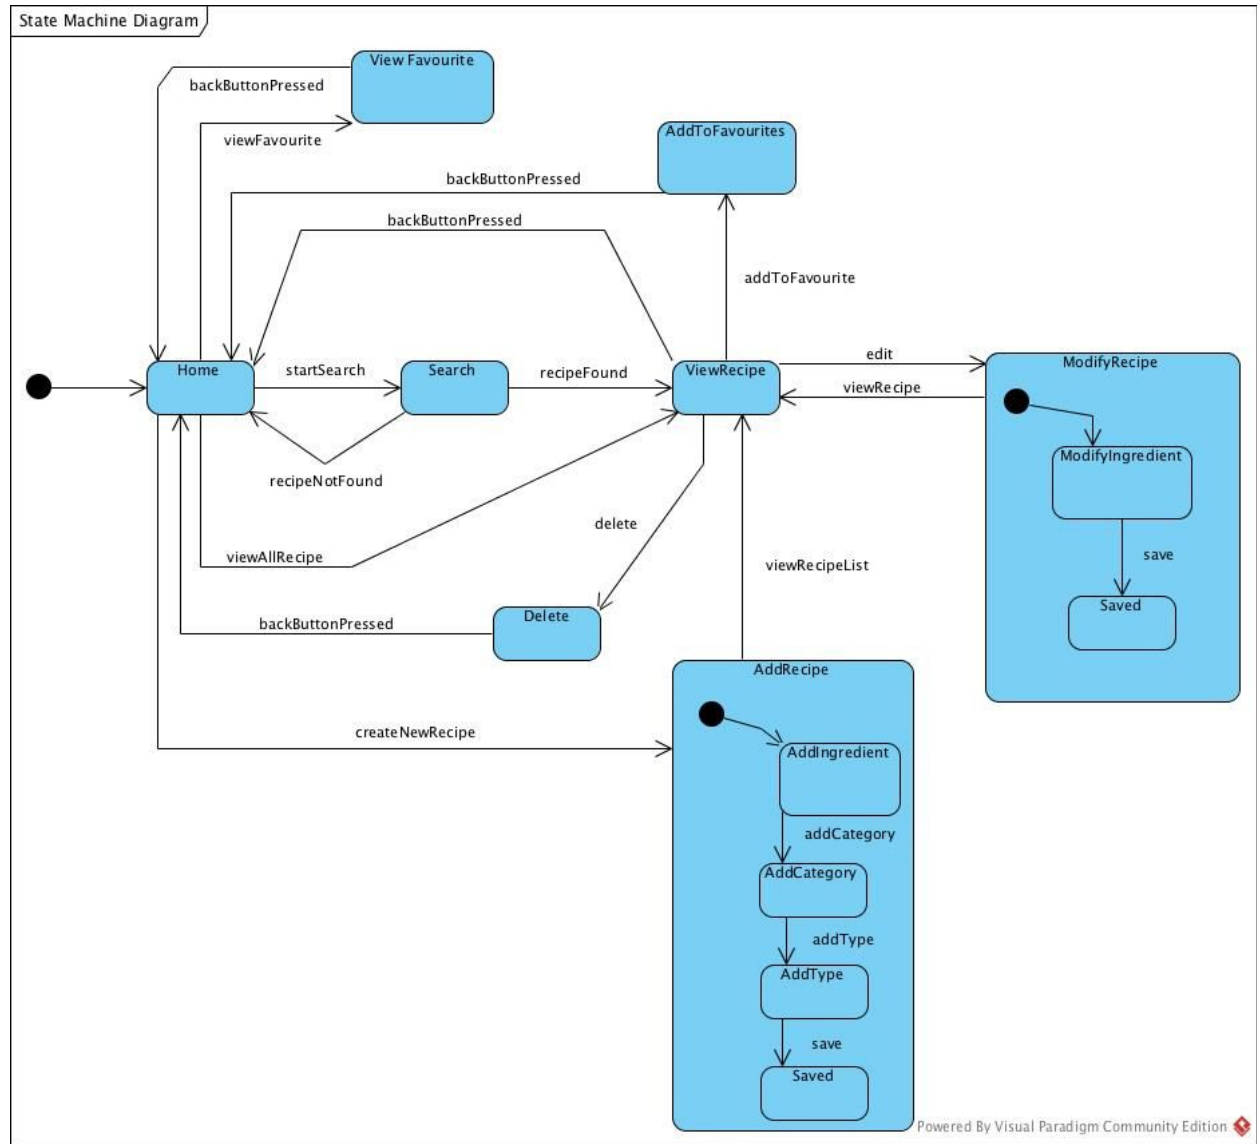 State Machine Diagram
View Favourite
backButtonPressed
viewFavourite
AddToFavourites
backButtonPressed
backButtonPressed
addToFavourite
Home
startSearch
Search
recipeFound
ViewRecipe
edit
ModifyRecipe
viewRecipe
ModifyIngredient
recipeNotFound
delete
save
viewAllRecipe
viewRecipeList
Saved
Delete
backButtonPressed
AddRecipe
createNewRecipe
AddIngredient
addCategory
AddCategory
addType
AddType
save
Saved
Powered By Visual Paradigm Community Edition